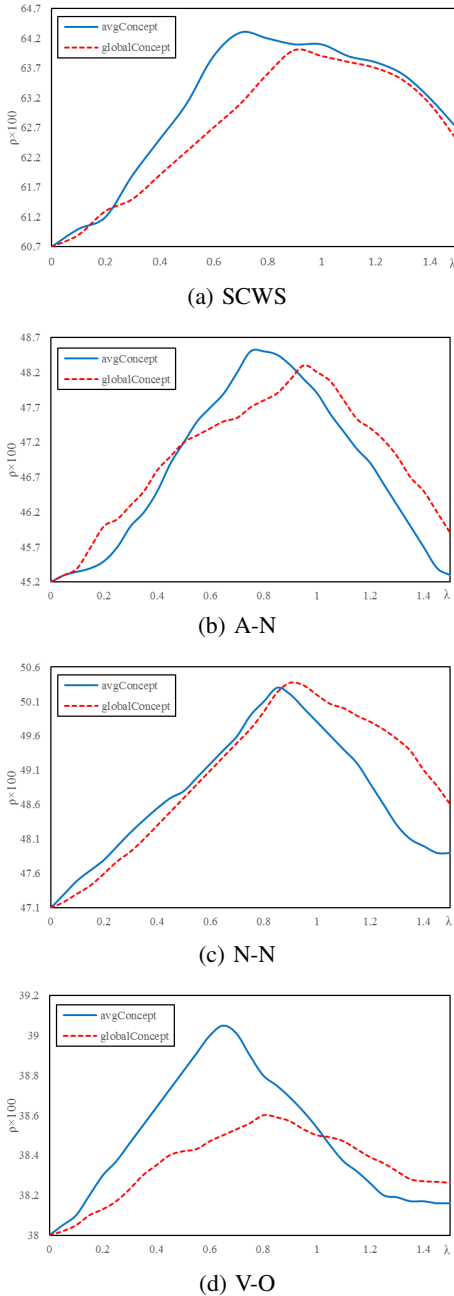 64.7
avgConcept
globalConcept
64.2
63.7
63.2
ρ×100
62.7
62.2
61.7
61.2
60.7
0 0.2 0.4 0.6 0.8 1 1.2 1.4 λ
(a) SCWS
48.7
avgConcept
globalConcept
48.2
47.7
ρ×100
47.2
46.7
46.2
45.7
45.2
0 0.2 0.4 0.6 0.8 1 1.2 1.4 λ
(b) A-N
50.6
avgConcept
globalConcept
50.1
49.6
ρ×100
49.1
48.6
48.1
47.6
47.1
0 0.2 0.4 0.6 0.8 1 1.2 1.4 λ
(c) N-N
39.2
avgConcept
globalConcept
39
38.8
ρ×100
38.6
38.4
38.2
38
0 0.2 0.4 0.6 0.8 1 1.2 1.4 λ
(d) V-O